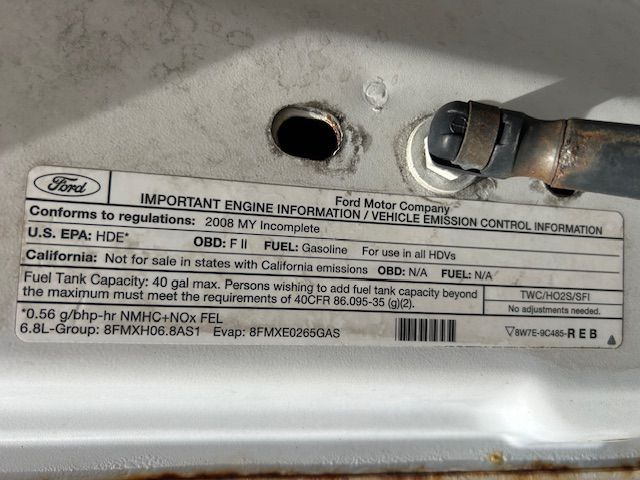 Ford
Ford Motor Company
IMPORTANT ENGINE INFORMATION / VEHICLE EMISSION CONTROL INFORMATION
Conforms to regulations: 2008 MY Incomplete
U.S. EPA: HDE* OBD: F II FUEL: Gasoline For use in all HDVs
California: Not for sale in states with California emissions OBD: N/A FUEL: N/A
Fuel Tank Capacity: 40 gal max. Persons wishing to add fuel tank capacity beyond
the maximum must meet the requirements of 40CFR 86.095-35 (g)(2).
TWC/HO2S/SFI
No adjustments needed.
*0.56 g/bhp-hr NMHC+NOx FEL
6.8L-Group: 8FMXH06.8AS1 Evap: 8FMXE0265GAS
8W7E-9C485-R E B